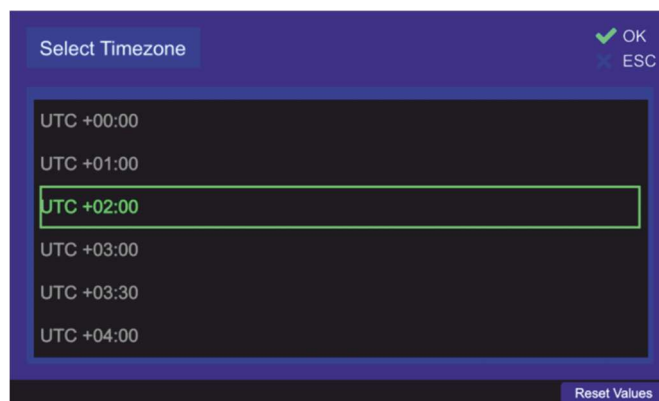 Select Timezone
OK
ESC
UTC +00:00
UTC +01:00
UTC +02:00
UTC +03:00
UTC +03:30
UTC +04:00
Reset Values